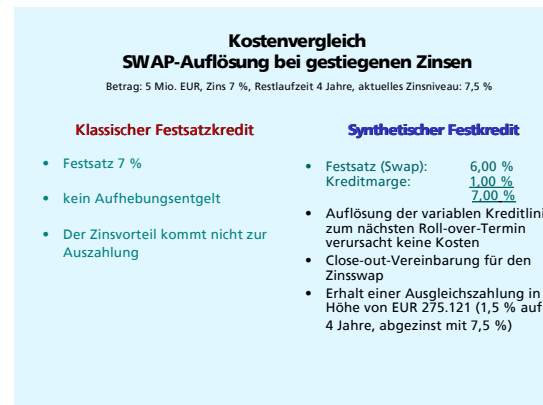 Kostenvergleich
SWAP-Auflösung bei gestiegenen Zinsen
Betrag: 5 Mio. EUR, Zins 7 %, Restlaufzeit 4 Jahre, aktuelles Zinsniveau: 7,5 %
Klassischer Festsatzkredit
• Festsatz 7 %
• kein Aufhebungsentgelt
• Der Zinsvorteil kommt nicht zur
Auszahlung
Synthetischer Festkredit
• Festsatz (Swap): 6,00 %
Kreditmarge: 1,00 %
7,00 %
• Auflösung der variablen Kreditlini
zum nächsten Roll-over-Termin
verursacht keine Kosten
• Close-out-Vereinbarung für den
Zinsswap
• Erhalt einer Ausgleichszahlung in
Höhe von EUR 275.121 (1,5 % auf
4 Jahre, abgezinst mit 7,5 %)